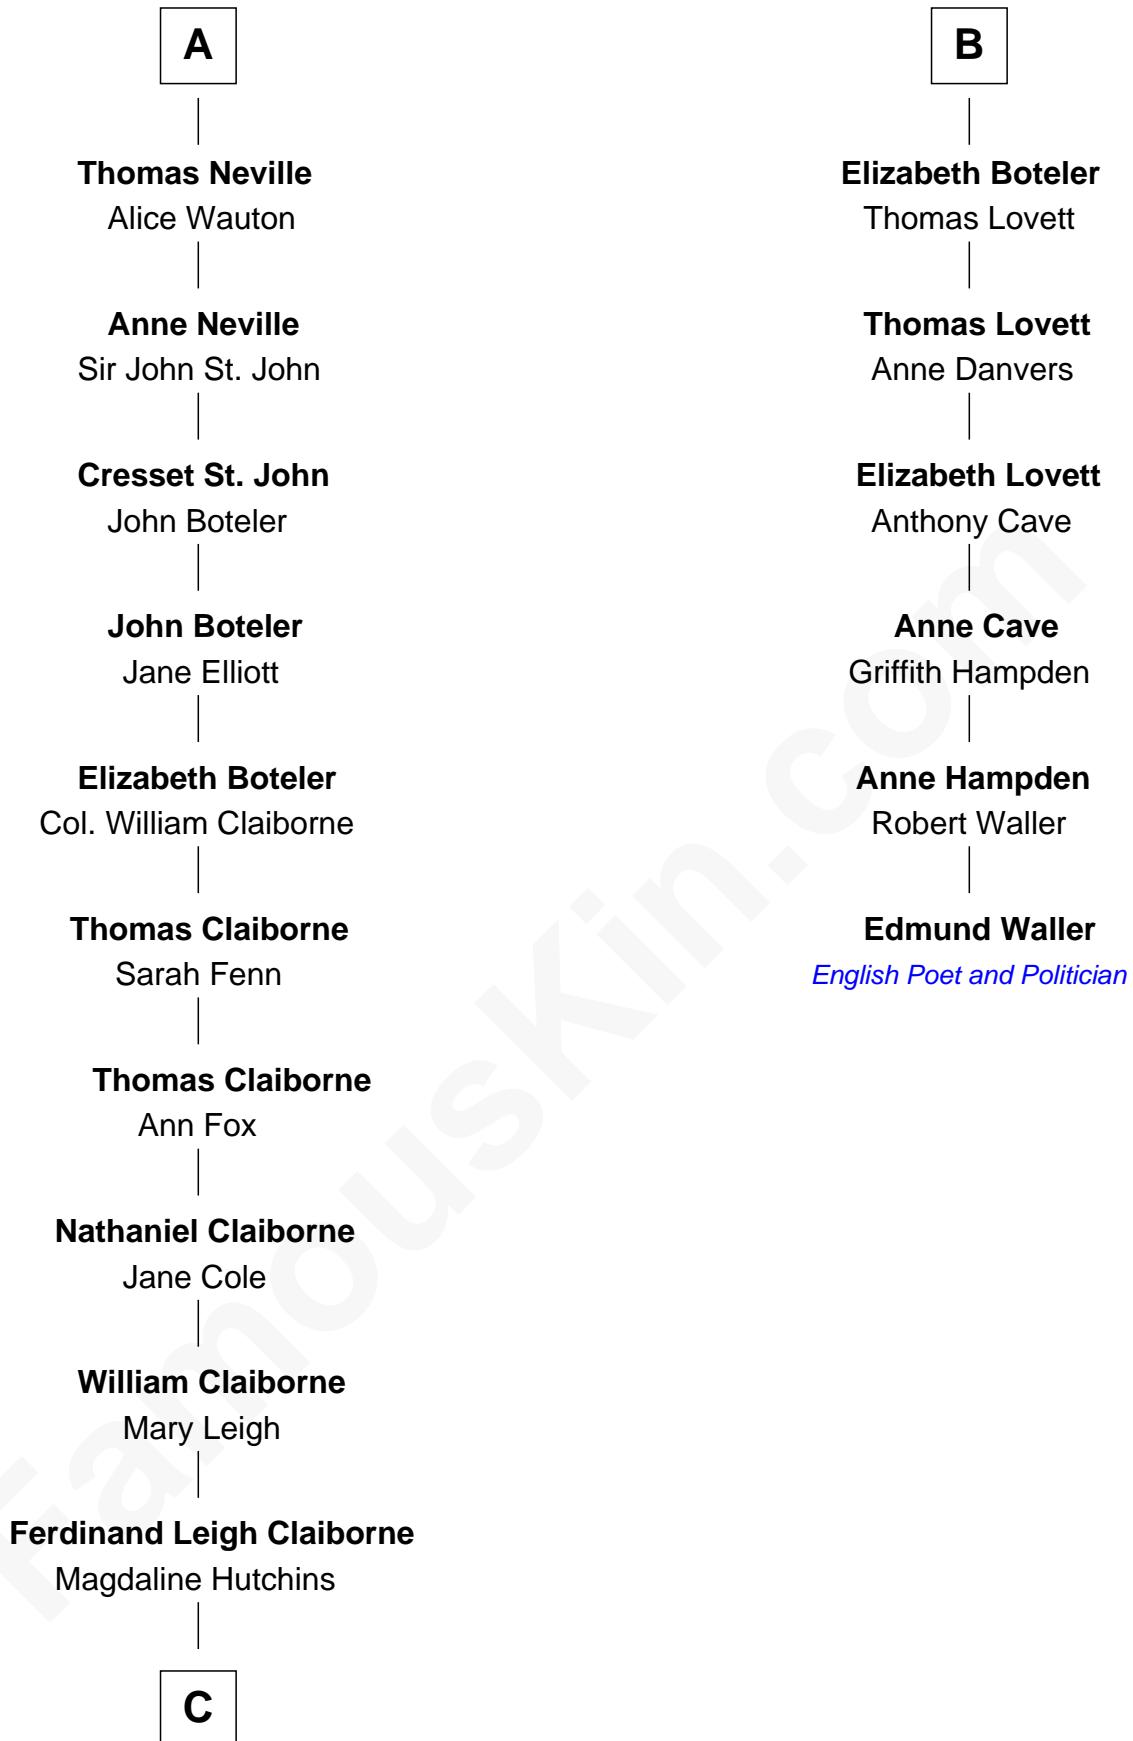 A
Thomas Neville
Alice Wauton
Anne Neville
Sir John St. John
Cresset St. John
John Boteler
John Boteler
Jane Elliott
Elizabeth Boteler
Col. William Claiborne
Thomas Claiborne
Sarah Fenn
Thomas Claiborne
Ann Fox
Nathaniel Claiborne
Jane Cole
William Claiborne
Mary Leigh
Ferdinand Leigh Claiborne
Magdaline Hutchins
C
B
Elizabeth Boteler
Thomas Lovett
Thomas Lovett
Anne Danvers
Elizabeth Lovett
Anthony Cave
Anne Cave
Griffith Hampden
Anne Hampden
Robert Waller
Edmund Waller
English Poet and Politician
FamousKin.com